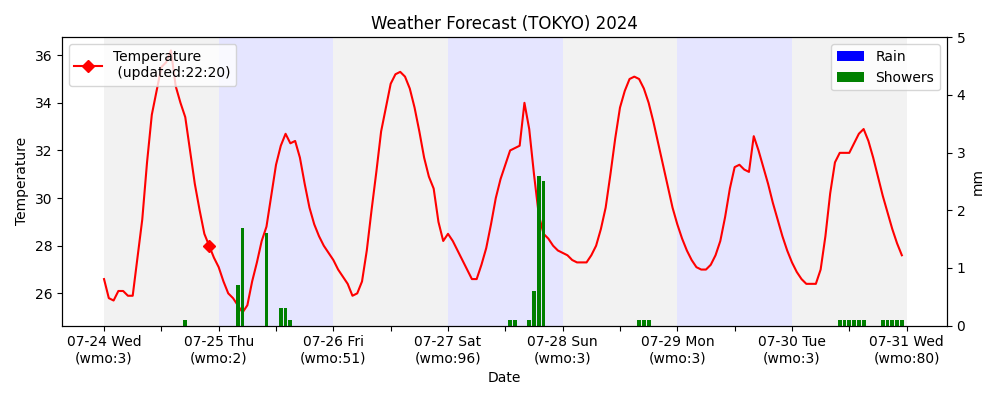 Weather Forecast (TOKYO) 2024
Temperature
(updated:22:20)
Rain
Showers
36
34
32
30
28
26
Temperature
5
4
3
2
1
0
mm
07-24 Wed
(wmo:3)
07-25 Thu
(wmo:2)
07-26 Fri
(wmo:51)
07-27 Sat
(wmo:96)
07-28 Sun
(wmo:3)
07-29 Mon
(wmo:3)
07-30 Tue
(wmo:3)
07-31 Wed
(wmo:80)
Date